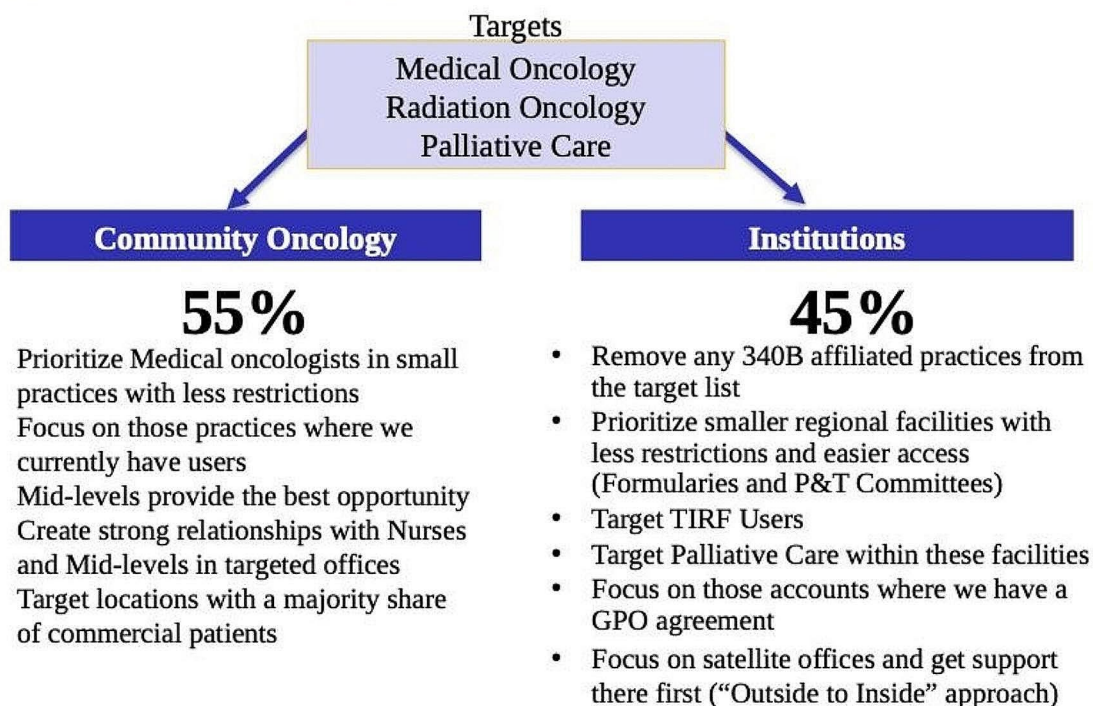 Targets
Medical Oncology
Radiation Oncology
Palliative Care
Community Oncology
55%
Prioritize Medical oncologists in small
practices with less restrictions
Focus on those practices where we
currently have users
Mid-levels provide the best opportunity
Create strong relationships with Nurses
and Mid-levels in targeted offices
Target locations with a majority share
of commercial patients
Institutions
45%
• Remove any 340B affiliated practices from
the target list
• Prioritize smaller regional facilities with
less restrictions and easier access
(Formularies and P&T Committees)
• Target TIRF Users
• Target Palliative Care within these facilities
• Focus on those accounts where we have a
GPO agreement
• Focus on satellite offices and get support
there first (“Outside to Inside” approach)